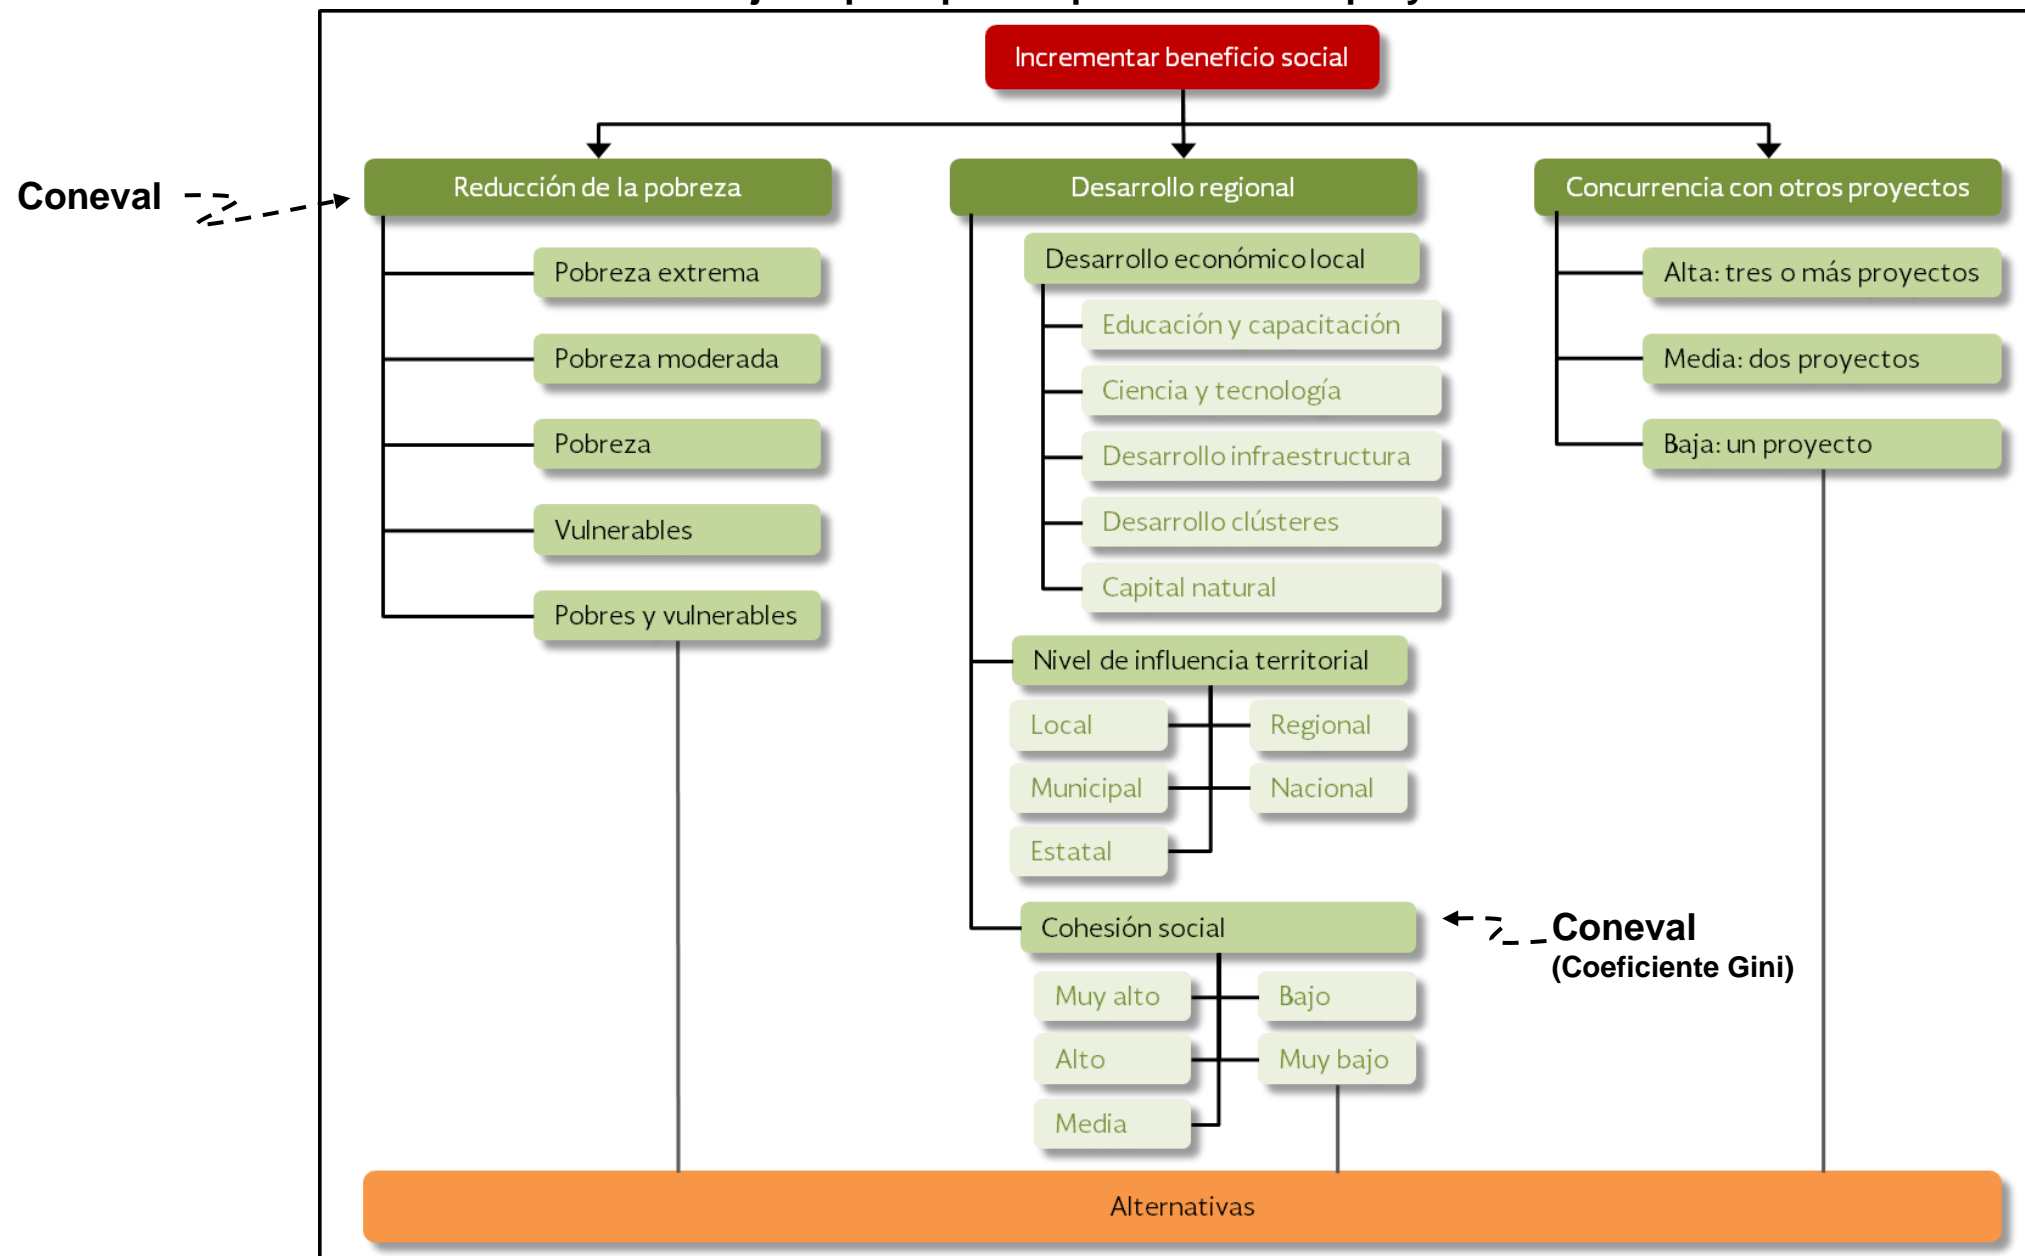 Incrementar beneficio social
Coneval
Reducción de la pobreza
Pobreza extrema
Pobreza moderada
Pobreza
Vulnerables
Pobres y vulnerables
Desarrollo regional
Desarrollo económico local
Educación y capacitación
Ciencia y tecnología
Desarrollo infraestructura
Desarrollo clústeres
Capital natural
Nivel de influencia territorial
Local
Regional
Municipal
Nacional
Estatal
Cohesión social
Coneval
(Coeficiente Gini)
Muy alto
Bajo
Alto
Muy bajo
Media
Concurrencia con otros proyectos
Alta: tres o más proyectos
Media: dos proyectos
Baja: un proyecto
Alternativas